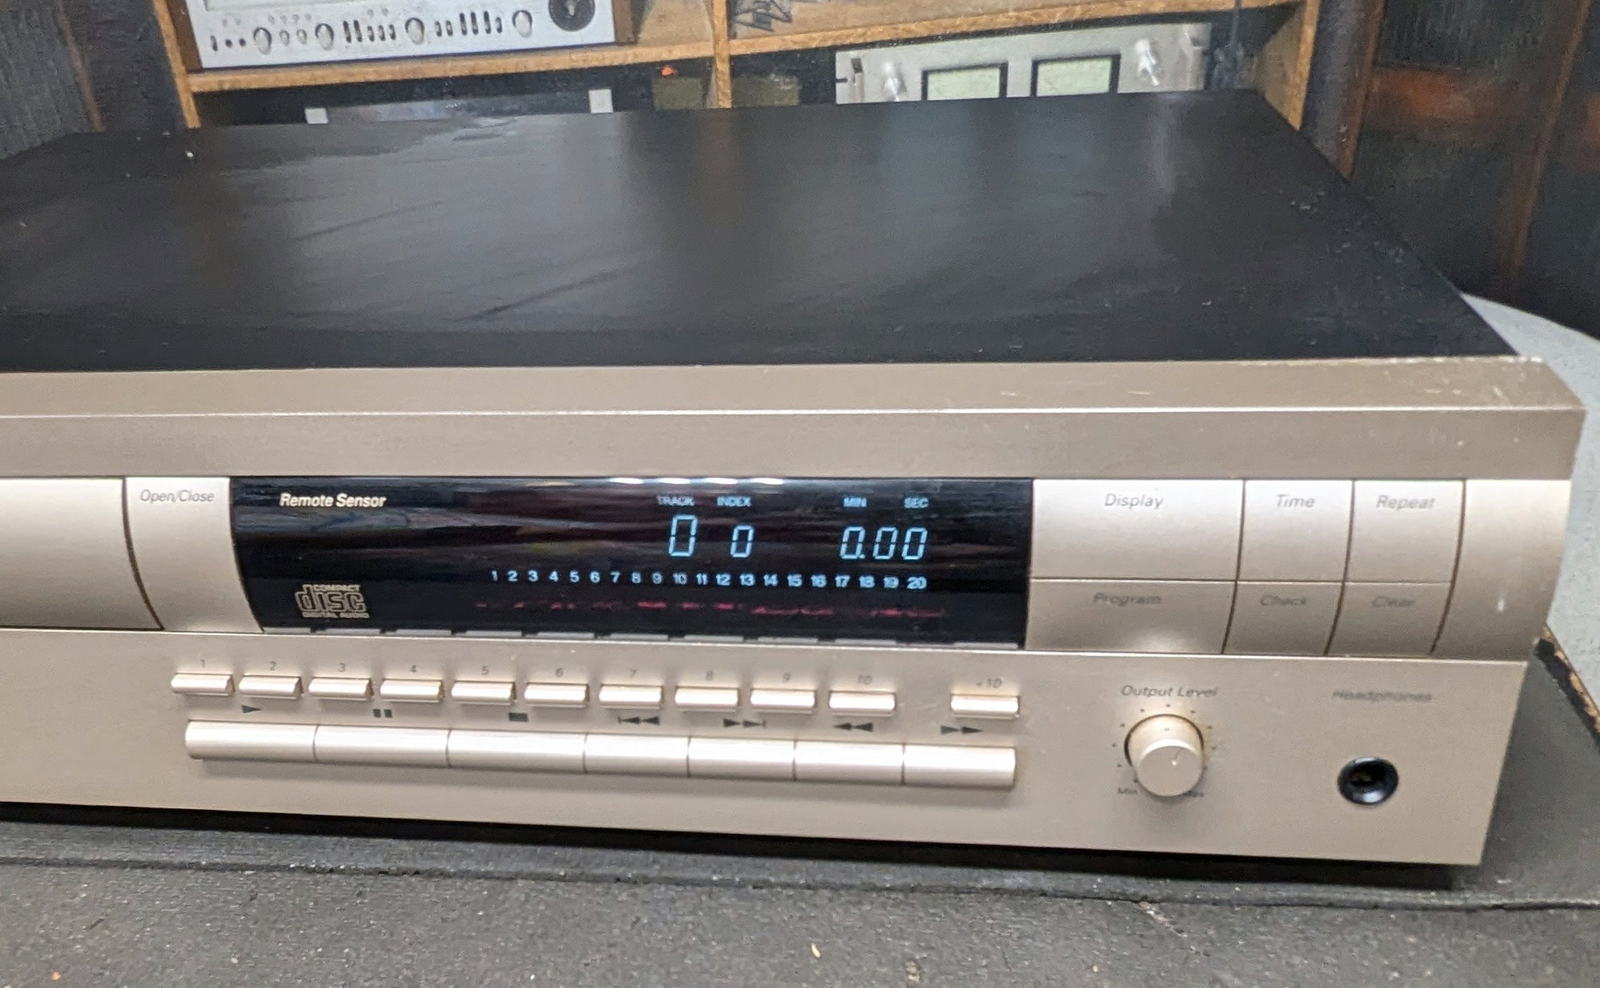 Open/Close
Remote Sensor
TRACK INDEX MIN SEC
0 0 0.00
1 2 3 4 5 6 7 8 9 10 11 12 13 14 15 16 17 18 19 20
COMPACT
disc
DIGITAL AUDIO
Display Time Repeat
Program Check Clear
1 2 3 4 5 6 7 8 9 10 +10
Output Level
Min Max
Headphones